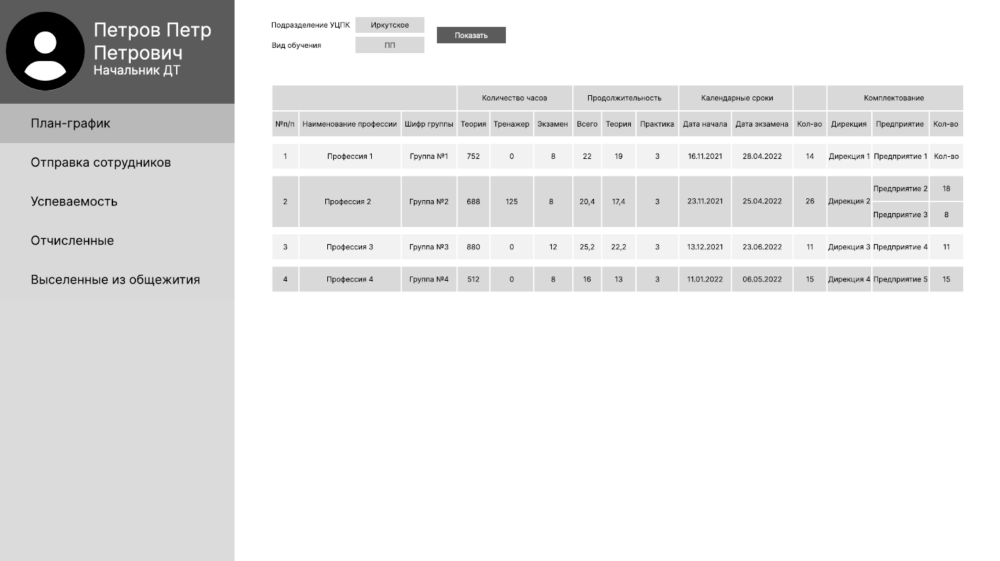 Петров Петр
Петрович
Начальник ДТ
План-график
Отправка сотрудников
Успеваемость
Отчисленные
Выселенные из общежития
Подразделение УЦПК Иркутское
Показать
Вид обучения ПП
Количество часов Продолжительность Календарные сроки Комплектование
№п/п Наименование профессии Шифр группы Теория Тренажер Экзамен Всего Теория Практика Дата начала Дата экзамена Кол-во Дирекция Предприятие Кол-во
1 Профессия 1 Группа №1 752 0 8 22 19 3 16.11.2021 28.04.2022 14 Дирекция 1 Предприятие 1 Кол-во
Предприятие 2 18
2 Профессия 2 Группа №2 688 125 8 20,4 17,4 3 23.11.2021 25.04.2022 26 Дирекция 2
Предприятие 3 8
3 Профессия 3 Группа №3 880 0 12 25,2 22,2 3 13.12.2021 23.06.2022 11 Дирекция 3 Предприятие 4 11
4 Профессия 4 Группа №4 512 0 8 16 13 3 11.01.2022 06.05.2022 15 Дирекция 4 Предприятие 5 15